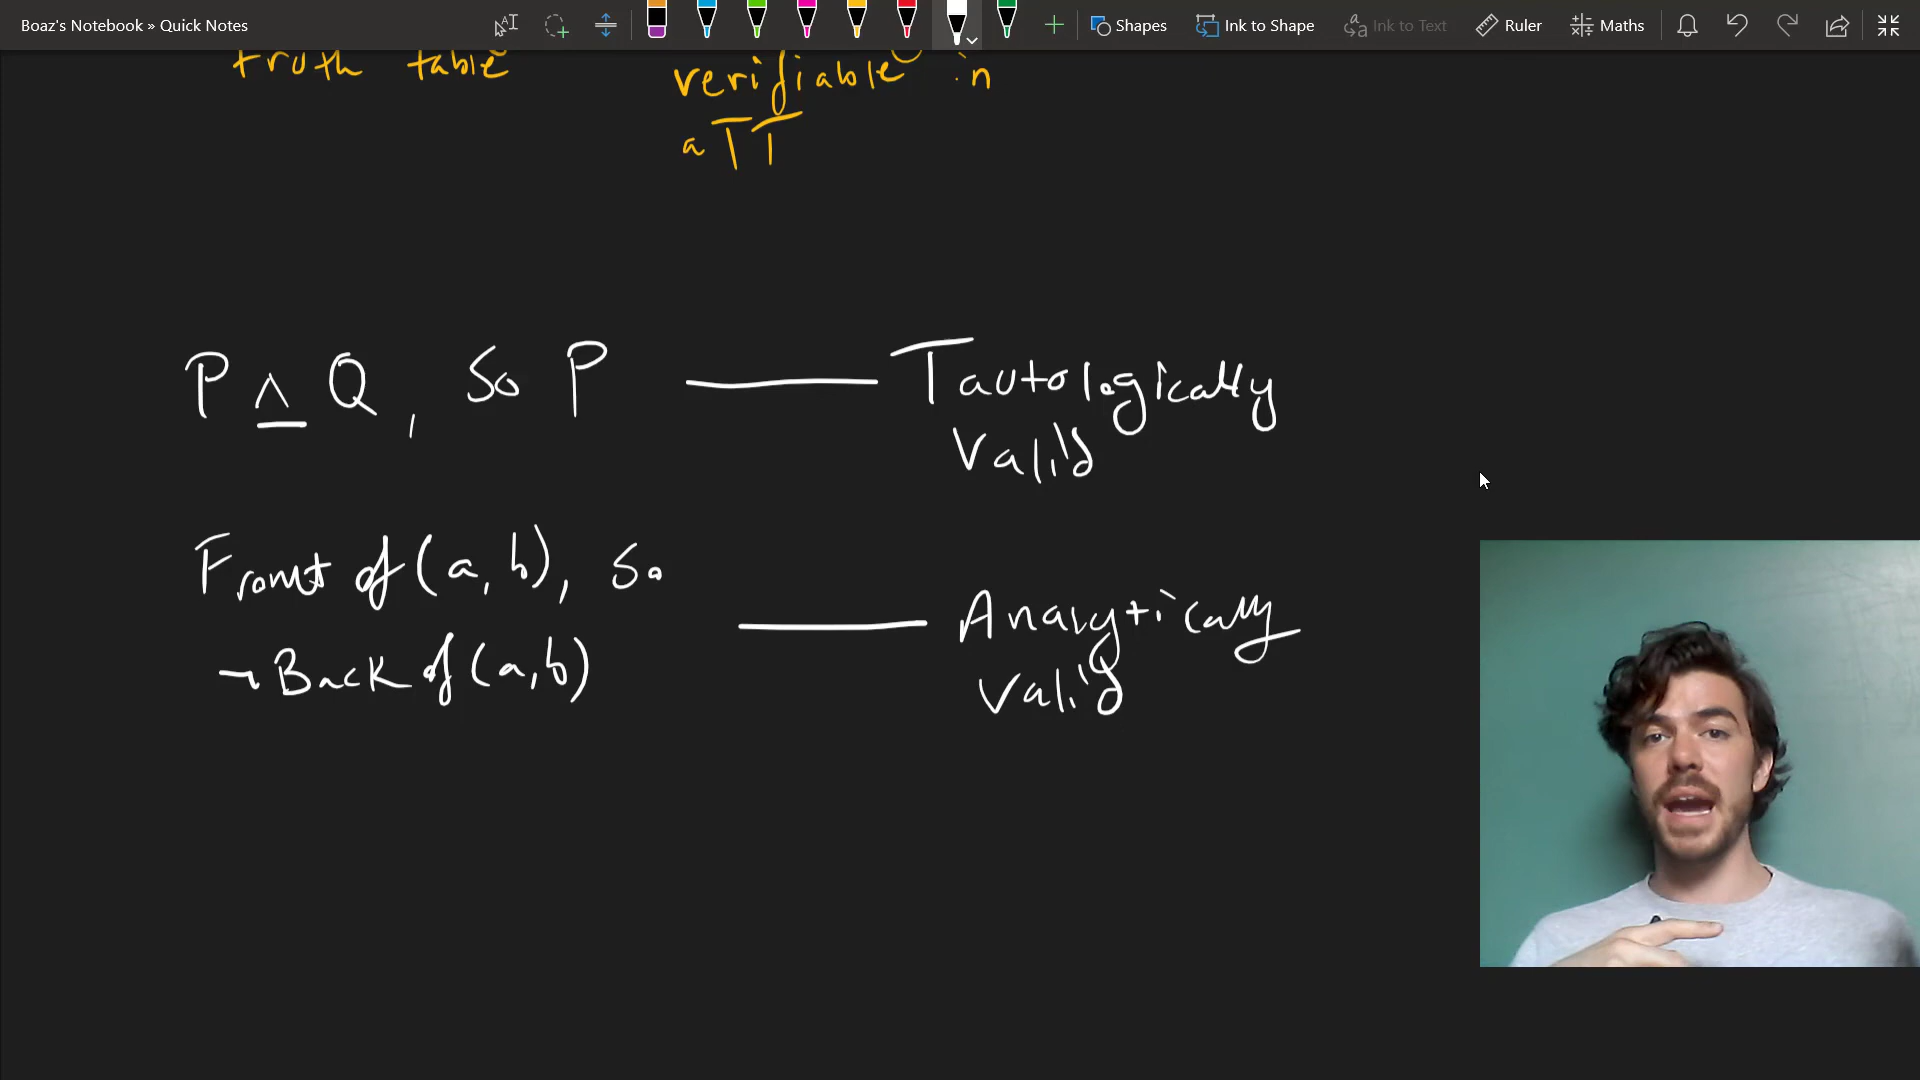 Boaz's Notebook » Quick Notes
Shapes
Ink to Shape
Ink to Text
Ruler
Maths
truth table
verifiable in
a TT
P ∧ Q, So P
Tautologically
Valid
Front of (a, b), so
¬ Back of (a, b)
Analytically
valid